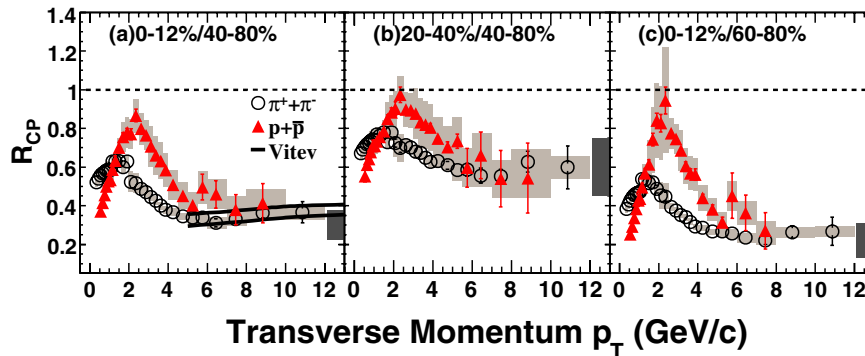 1.4
1.2
1
0.8
0.6
0.4
0.2
R_CP
(a)0-12%/40-80%
(b)20-40%/40-80%
(c)0-12%/60-80%
π⁺+π⁻
p+p̅
Vitev
0 2 4 6 8 10 12
0 2 4 6 8 10 12
0 2 4 6 8 10 12
Transverse Momentum p_T (GeV/c)